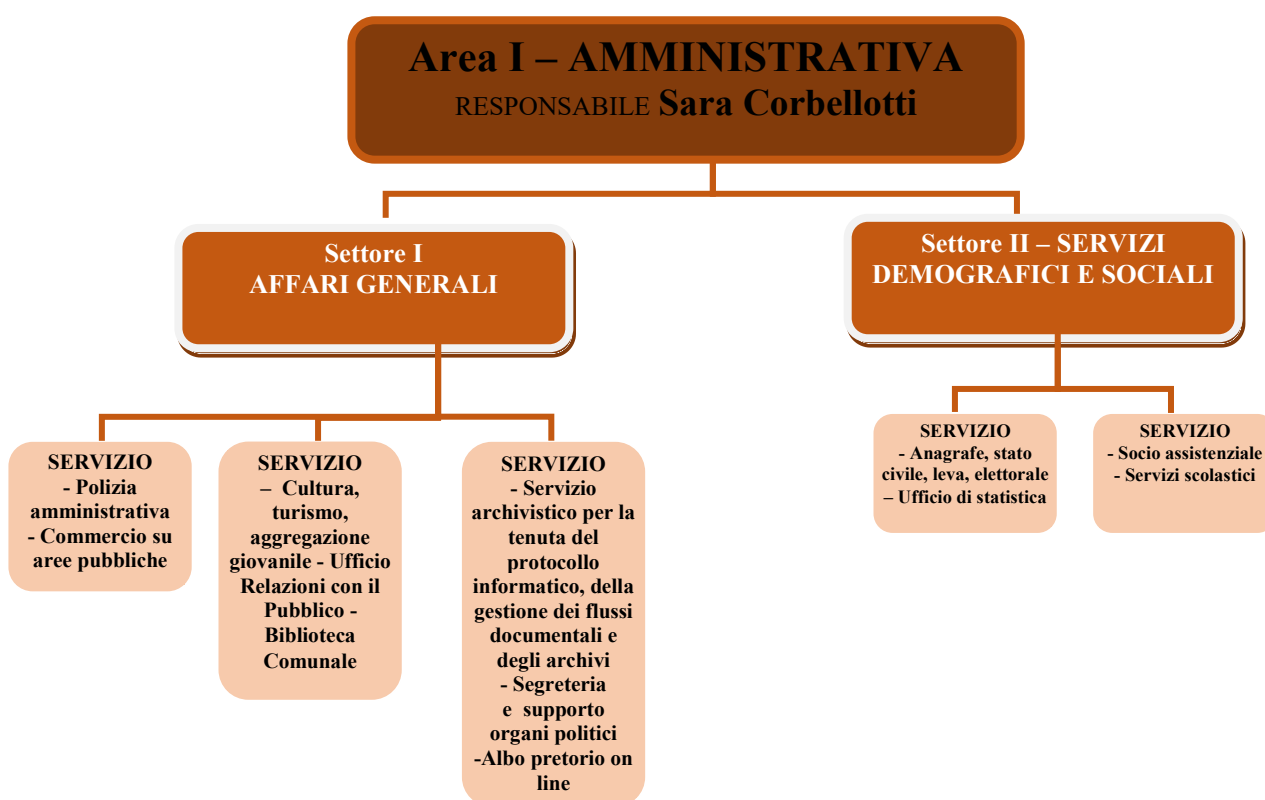 Area I – AMMINISTRATIVA
RESPONSABILE Sara Corbellotti
Settore I
AFFARI GENERALI
Settore II – SERVIZI
DEMOGRAFICI E SOCIALI
SERVIZIO
- Polizia
amministrativa
- Commercio su
aree pubbliche
SERVIZIO
– Cultura,
turismo,
aggregazione
giovanile - Ufficio
Relazioni con il
Pubblico -
Biblioteca
Comunale
SERVIZIO
- Servizio
archivistico per la
tenuta del
protocollo
informatico, della
gestione dei flussi
documentali e
degli archivi
- Segreteria
e supporto
organi politici
-Albo pretorio on
line
SERVIZIO
- Anagrafe, stato
civile, leva, elettorale
– Ufficio di statistica
SERVIZIO
- Socio assistenziale
- Servizi scolastici